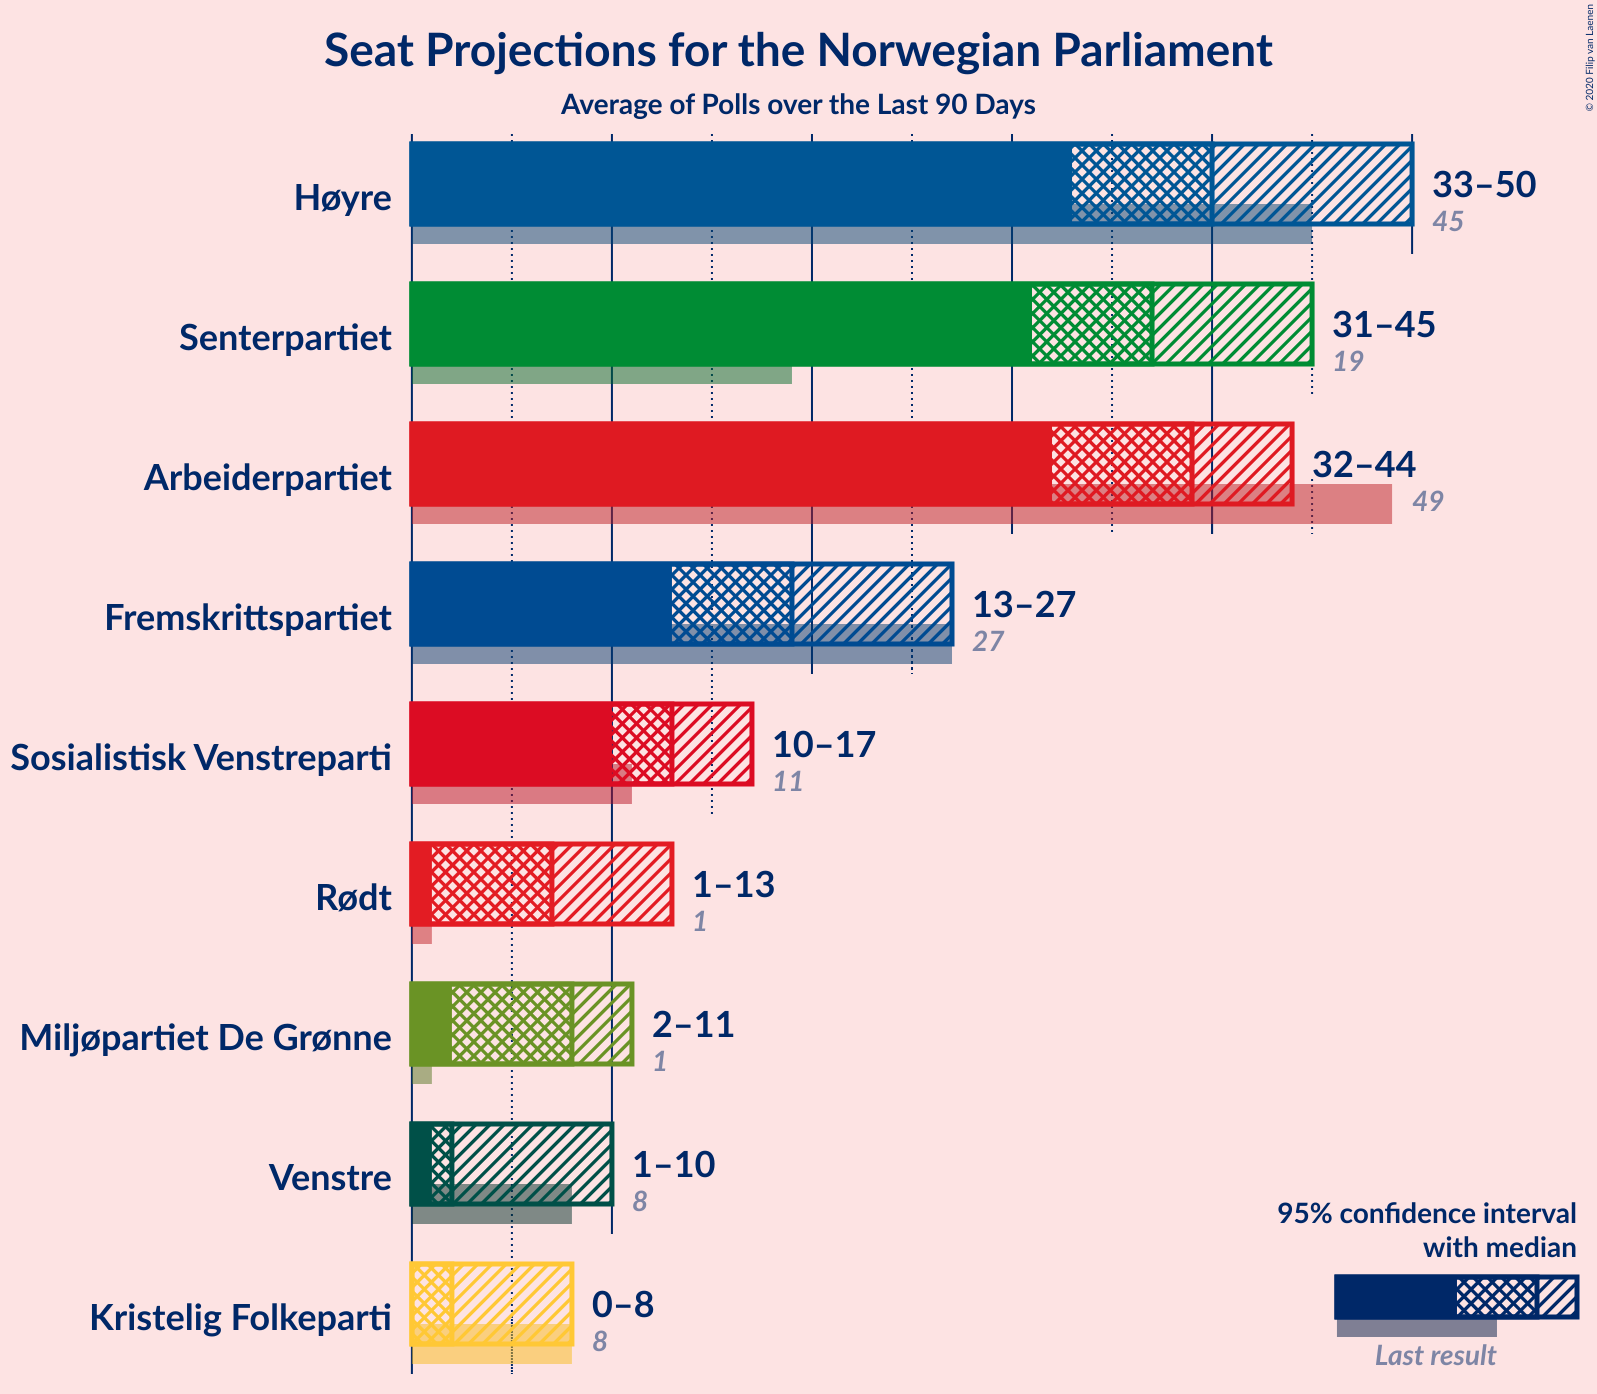 Seat Projections for the Norwegian Parliament
Average of Polls over the Last 90 Days
© 2020 Filip van Laenen
Høyre
33–50
45
Senterpartiet
31–45
19
Arbeiderpartiet
32–44
49
Fremskrittspartiet
13–27
27
Sosialistisk Venstreparti
10–17
11
Rødt
1–13
1
Miljøpartiet De Grønne
2–11
1
Venstre
1–10
8
Kristelig Folkeparti
0–8
8
95% confidence interval
with median
Last result